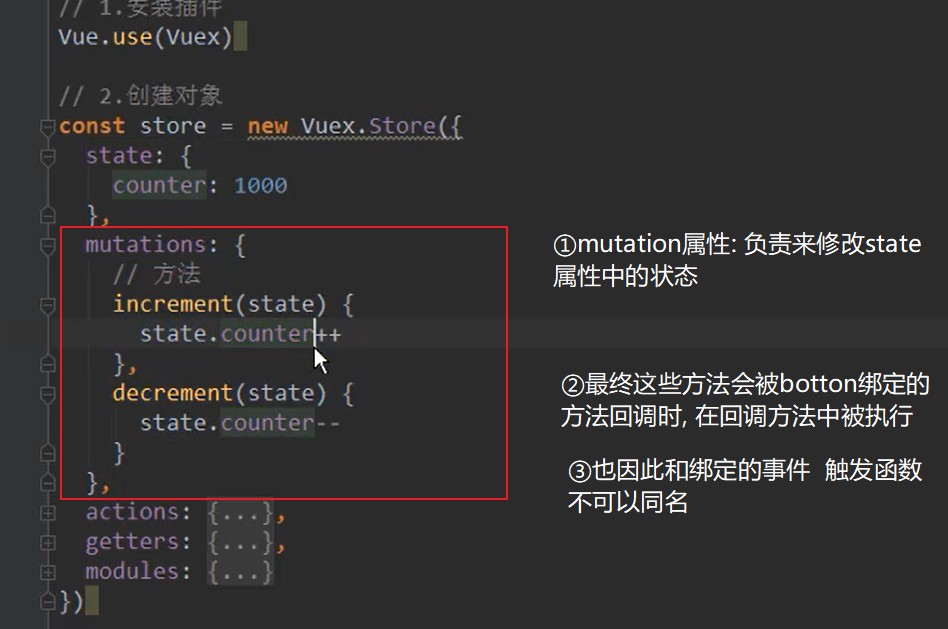 // 1.安装插件
Vue.use(Vuex)
// 2.创建对象
const store = new Vuex.Store({
state: {
counter: 1000
},
mutations: {
// 方法
increment(state) {
state.counter++
},
decrement(state) {
state.counter--
}
},
actions: {...},
getters: {...},
modules: {...}
})
①mutation属性: 负责来修改state
属性中的状态
②最终这些方法会被botton绑定的
方法回调时, 在回调方法中被执行
③也因此和绑定的事件 触发函数
不可以同名